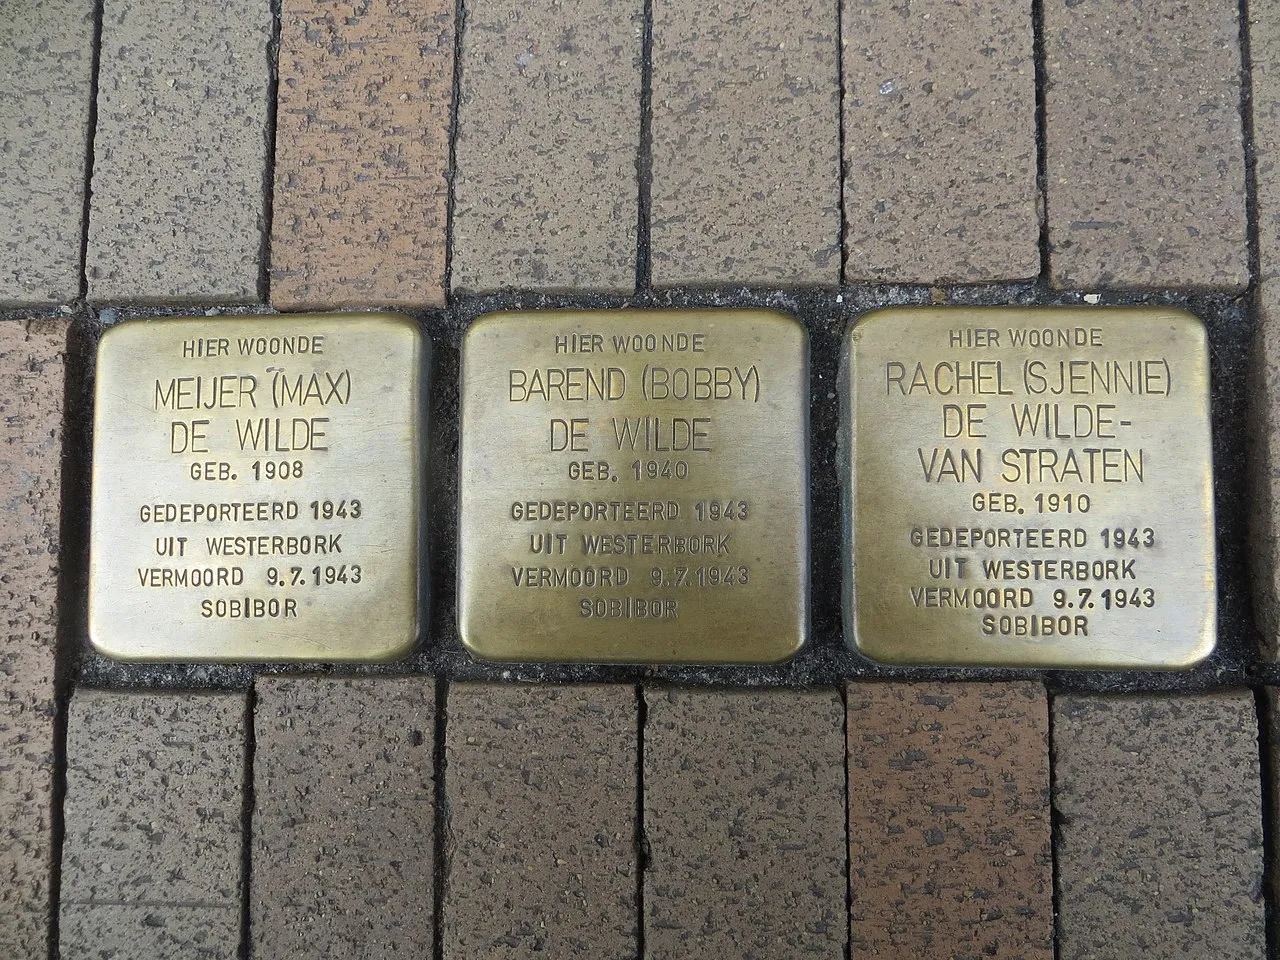 HIER WOONDE
MEIJER (MAX)
DE WILDE
GEB. 1908
GEDEPORTEERD 1943
UIT WESTERBORK
VERMOORD 9.7.1943
SOBIBOR
HIER WOONDE
BAREND (BOBBY)
DE WILDE
GEB. 1940
GEDEPORTEERD 1943
UIT WESTERBORK
VERMOORD 9.7.1943
SOBIBOR
HIER WOONDE
RACHEL (SJENNIE)
DE WILDE-
VAN STRATEN
GEB. 1910
GEDEPORTEERD 1943
UIT WESTERBORK
VERMOORD 9.7.1943
SOBIBOR